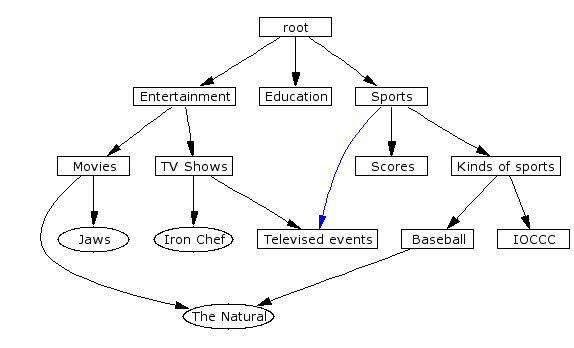 root
Entertainment
Education
Sports
Movies
TV Shows
Scores
Kinds of sports
Jaws
Iron Chef
Televised events
Baseball
IOCCC
The Natural